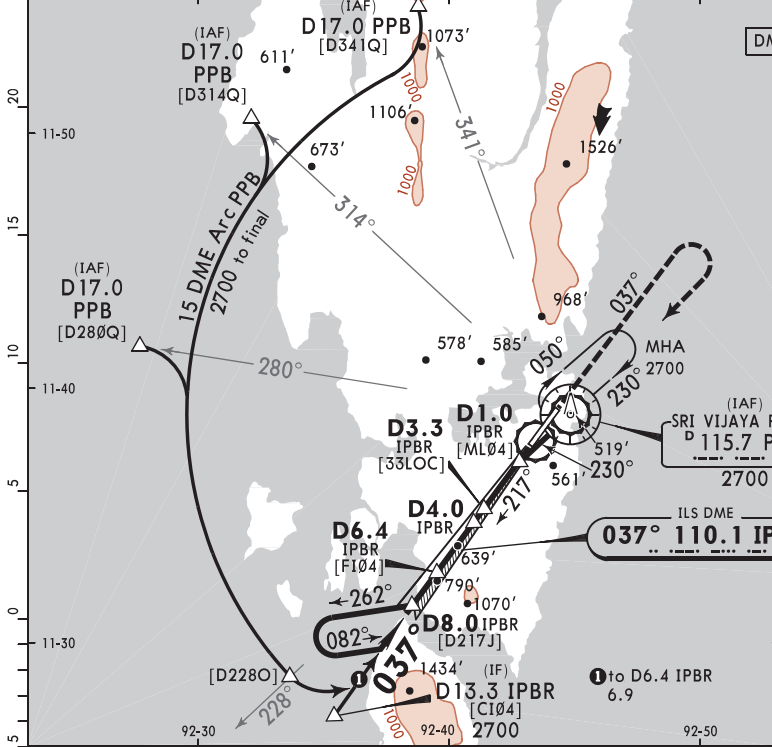 (IAF)
D17.0 PPB
[D341Q]
(IAF)
D17.0
PPB
[D314Q]
611'
1073'
1000
1106'
1000
673'
341°
314°
1000
1526'
DM
20
11-50
15
10
11-40
5
0
11-30
5
15 DME Arc PPB
2700 to final
(IAF)
D17.0
PPB
[D280Q]
280°
968'
578'
585'
037°
050°
MHA
2700
230°
(IAF)
SRI VIJAYA
D 115.7 P
2700
519'
561'
230°
D1.0
IPBR
[ML04]
D3.3
IPBR
[33LOC]
217°
D4.0
IPBR
ILS DME
037° 110.1 IP
D6.4
IPBR
[FI04]
639'
790'
1070'
262°
082°
D8.0 IPBR
[D217J]
037
[D228O]
228°
1
1434'
1000
(IF)
D13.3 IPBR
[CI04]
2700
1 to D6.4 IPBR
6.9
92-30
92-40
92-50